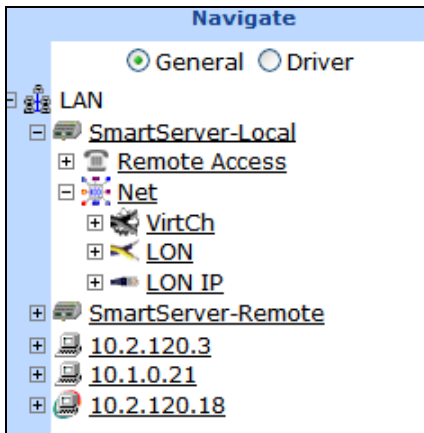 Navigate
General Driver
LAN
SmartServer-Local
Remote Access
Net
VirtCh
LON
LON IP
SmartServer-Remote
10.2.120.3
10.1.0.21
10.2.120.18